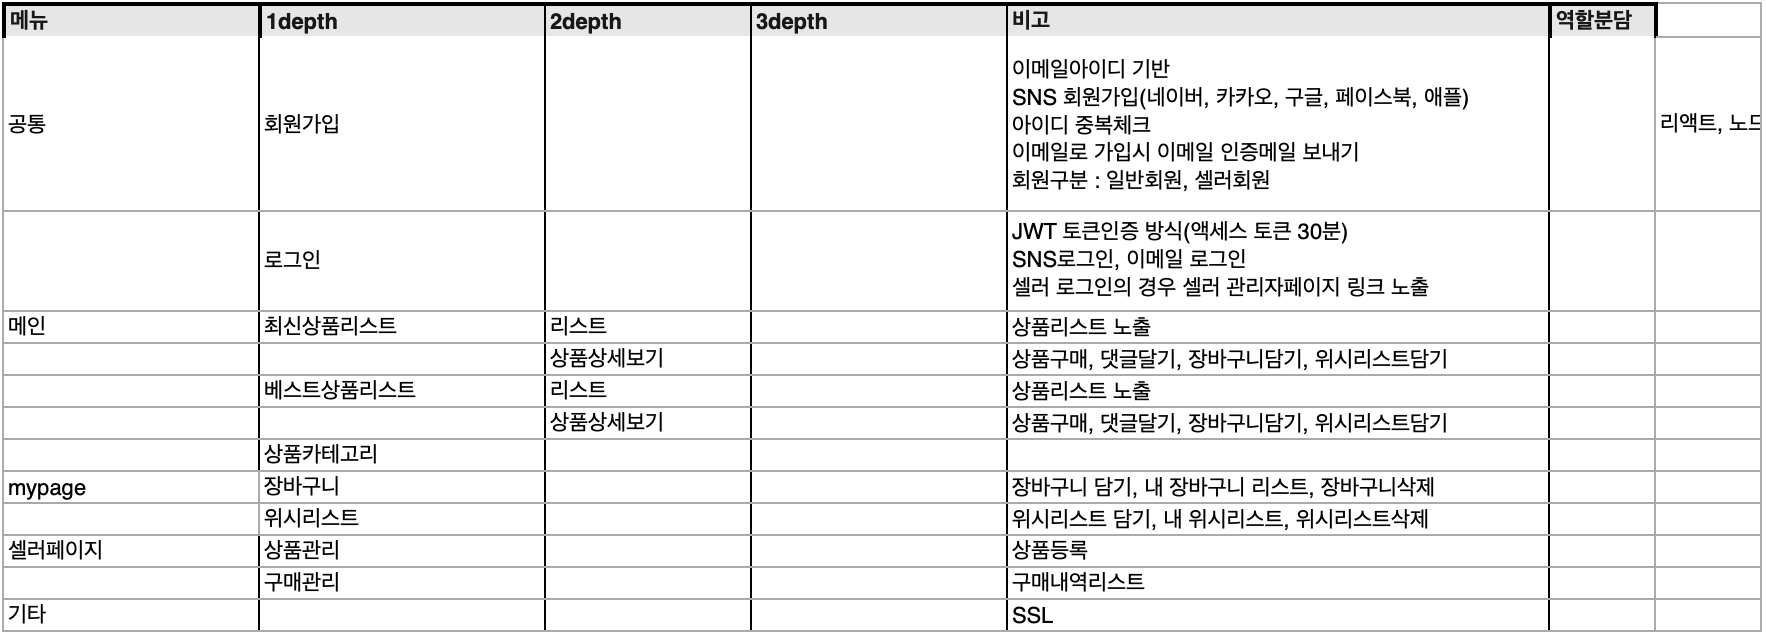 메뉴 1depth 2depth 3depth 비고 역할분담
공통 회원가입 이메일아이디 기반
SNS 회원가입(네이버, 카카오, 구글, 페이스북, 애플)
아이디 중복체크
이메일로 가입시 이메일 인증메일 보내기
회원구분 : 일반회원, 셀러회원
리액트,
로그인 JWT 토큰인증 방식(액세스 토큰 30분)
SNS로그인, 이메일 로그인
셀러 로그인의 경우 셀러 관리자페이지 링크 노출
메인 최신상품리스트 리스트 상품리스트 노출
상품상세보기 상품구매, 댓글달기, 장바구니담기, 위시리스트담기
베스트상품리스트 리스트 상품리스트 노출
상품상세보기 상품구매, 댓글달기, 장바구니담기, 위시리스트담기
상품카테고리
mypage 장바구니 장바구니 담기, 내 장바구니 리스트, 장바구니삭제
위시리스트 위시리스트 담기, 내 위시리스트, 위시리스트삭제
셀러페이지 상품관리 상품등록
구매관리 구매내역리스트
기타 SSL